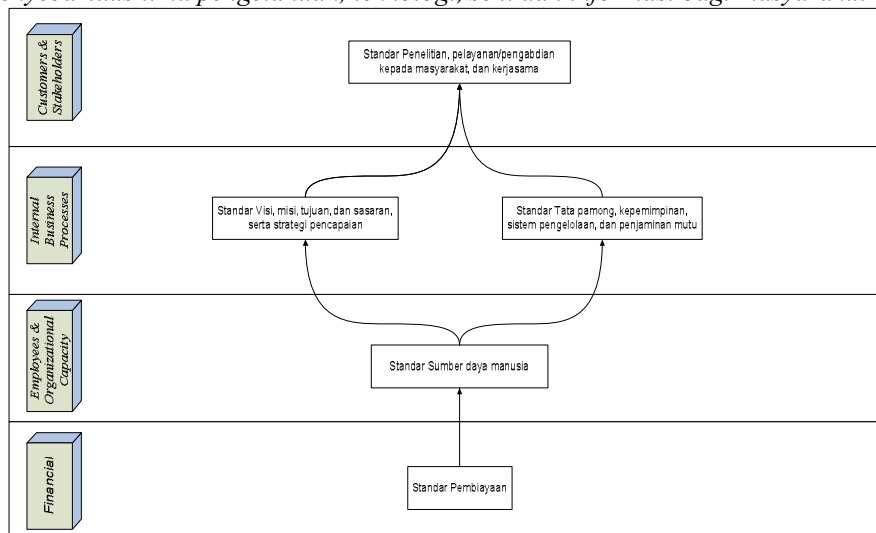 Customers &
Stakeholders
Standar Penelitian, pelayanan/pengabdian
kepada masyarakat, dan kerjasama
Internal
Business
Processes
Standar Visi, misi, tujuan, dan sasaran,
serta strategi pencapaian
Standar Tata pamong, kepemimpinan,
sistem pengelolaan, dan penjaminan mutu
Employees &
Organizational
Capacity
Standar Sumber daya manusia
Financial
Standar Pembiayaan